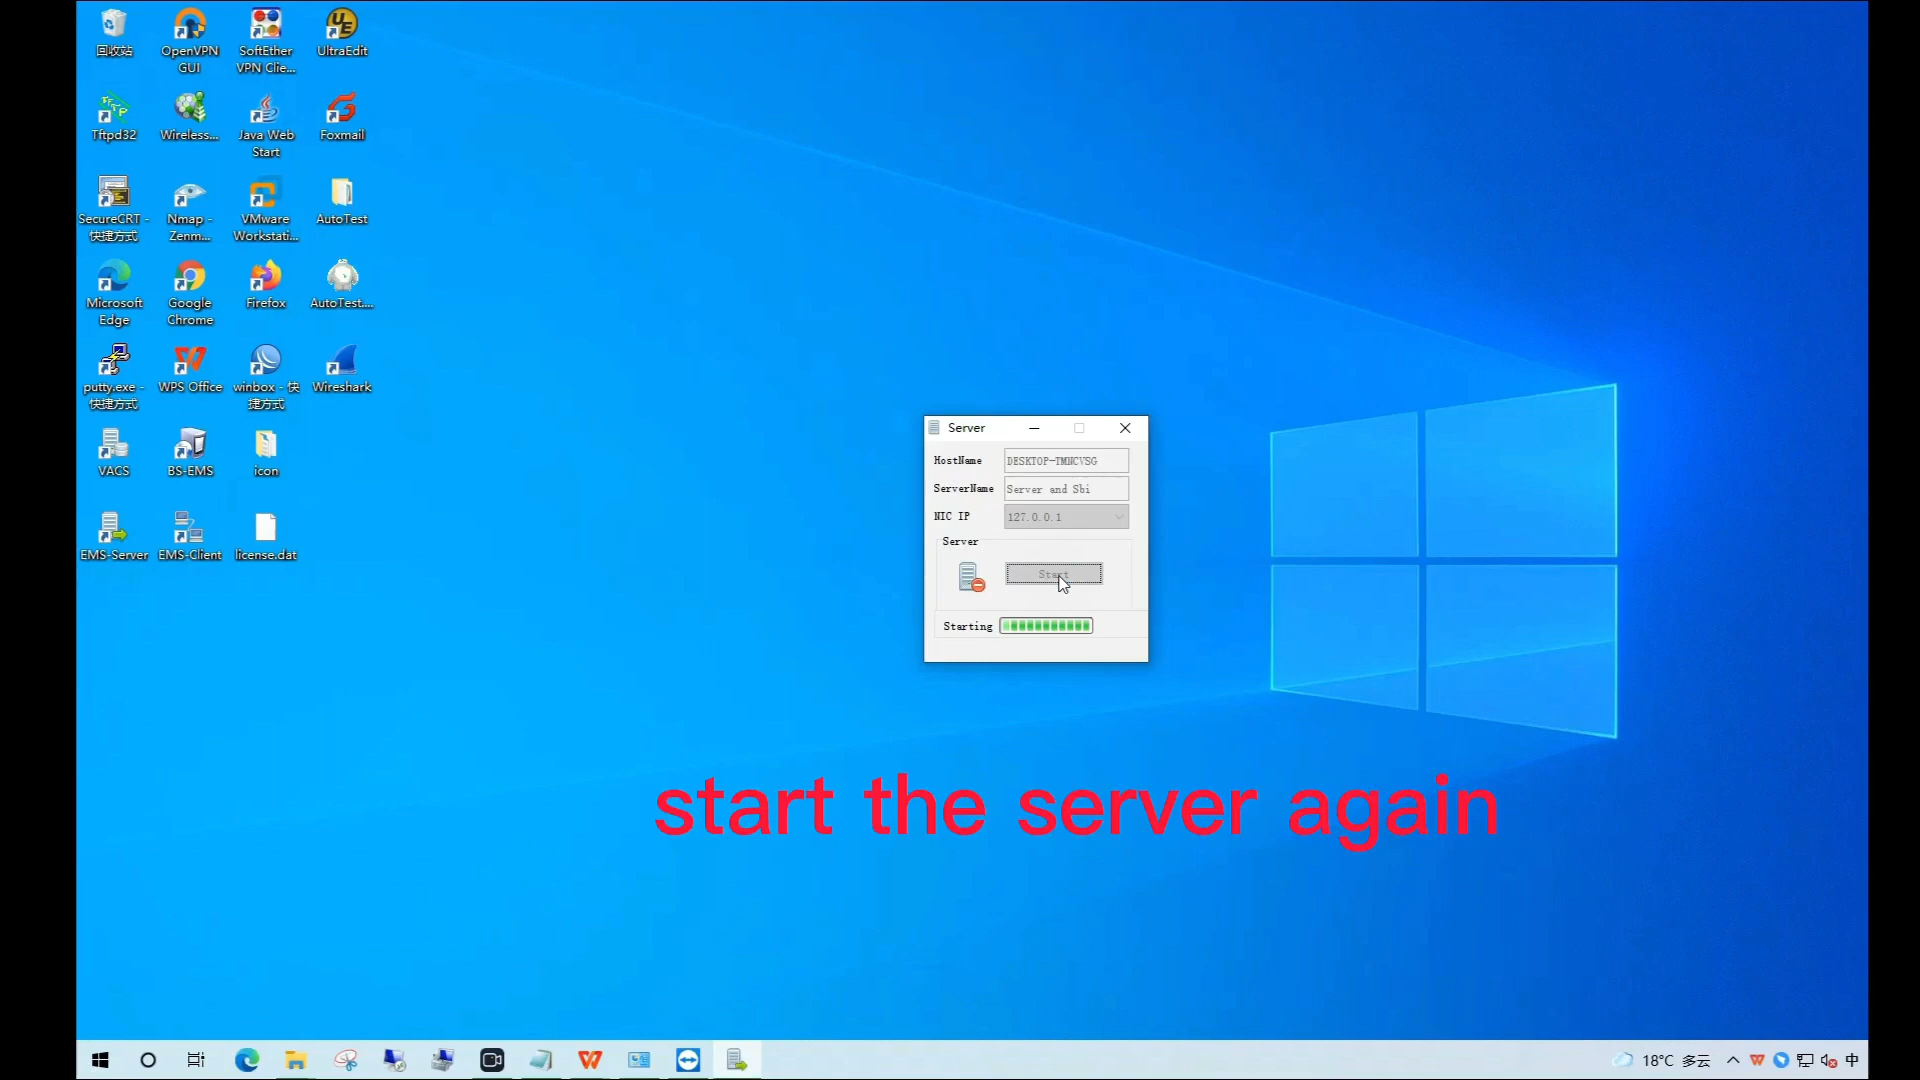 回收站
OpenVPN
GUI
SoftEther
VPN Clie...
UltraEdit
Tftpd32
Wireless...
Java Web
Start
Foxmail
SecureCRT -
快捷方式
Nmap -
Zenm...
VMware
Workstati...
AutoTest
Microsoft
Edge
Google
Chrome
Firefox
AutoTest....
putty.exe -
快捷方式
WPS Office
winbox - 快
捷方式
Wireshark
VACS
BS-EMS
icon
EMS-Server
EMS-Client
license.dat
Server
HostName
DESKTOP-TMNCVSG
ServerName
Server and Sbi
NIC IP
127.0.0.1
Server
Start
Starting
start the server again
18°C 多云
中